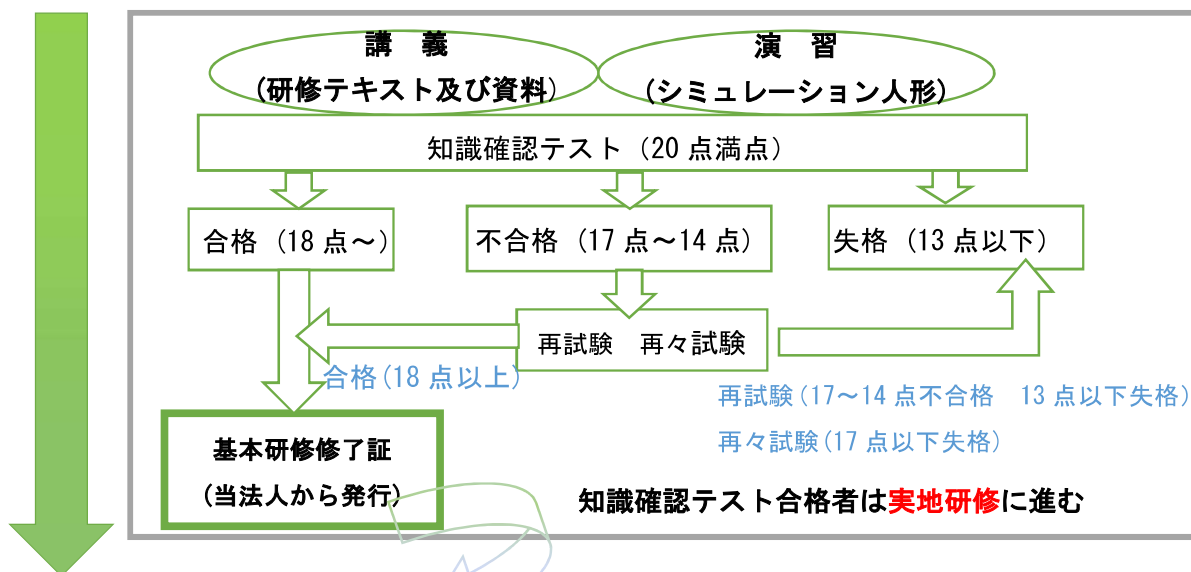 講　義
(研修テキスト及び資料)
演　習
(シミュレーション人形)
知識確認テスト（20 点満点）
合格（18 点～）
不合格（17 点～14 点）
失格（13 点以下）
再試験　再々試験
合格(18 点以上)
再試験(17～14 点不合格　13 点以下失格)
再々試験(17 点以下失格)
基本研修修了証
(当法人から発行)
知識確認テスト合格者は実地研修に進む